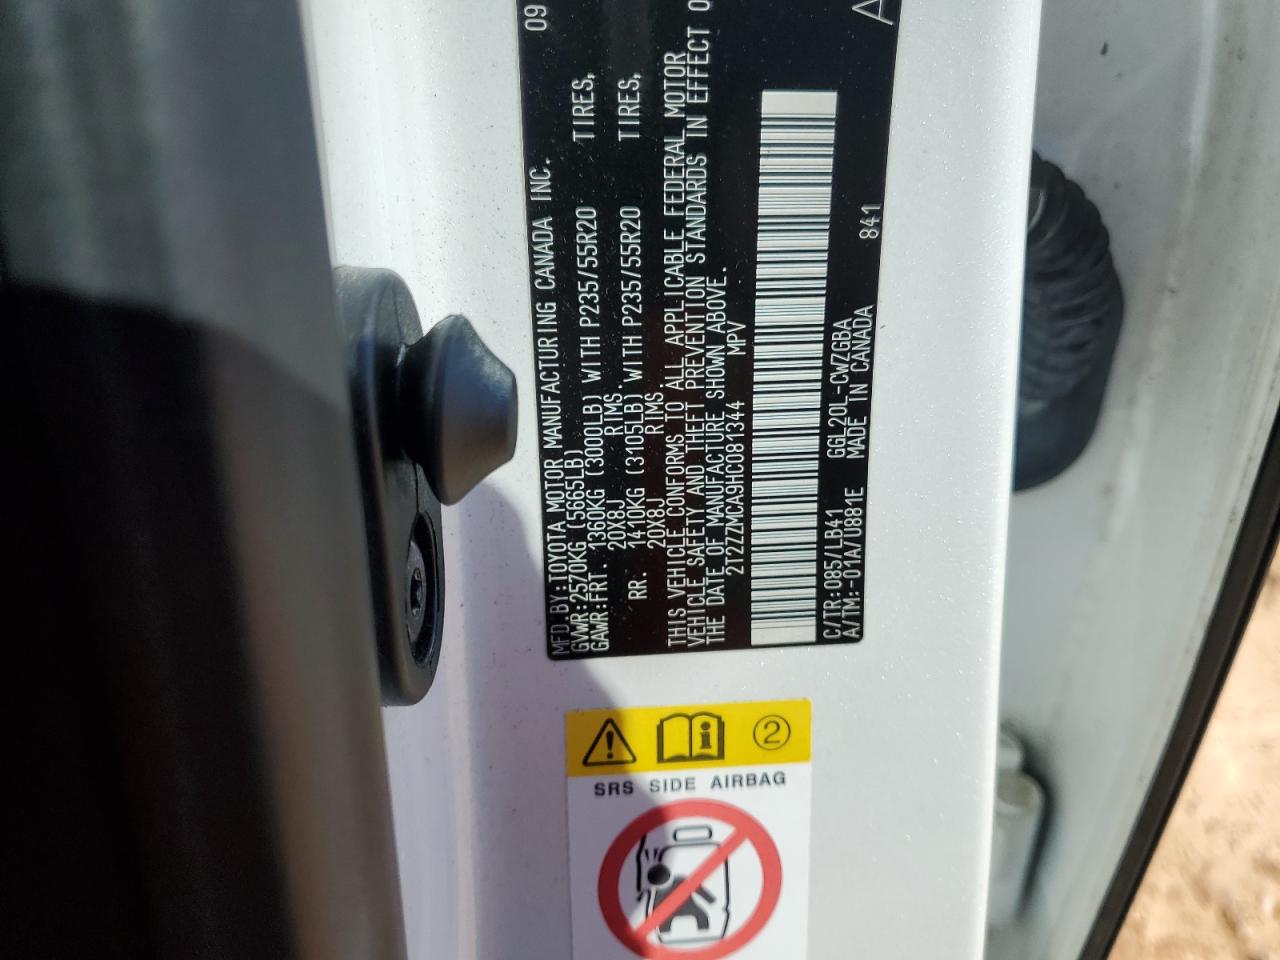 MFD.BY:TOYOTA MOTOR MANUFACTURING CANADA INC. 09
GVWR:2570KG (5665LB)
GAWR:FRT. 1360KG (3000LB) WITH P235/55R20 TIRES,
20X8J RIMS
RR. 1410KG (3105LB) WITH P235/55R20 TIRES,
20X8J RIMS.
THIS VEHICLE CONFORMS TO ALL APPLICABLE FEDERAL MOTOR
VEHICLE SAFETY AND THEFT PREVENTION STANDARDS IN EFFECT O
THE DATE OF MANUFACTURE SHOWN ABOVE.
2T2ZZMCA9HC081344 MPV
A
C/TR:085/LB41 GGL20L-CWZGBA
A/TM:-01A/U881E MADE IN CANADA 841
2
SRS SIDE AIRBAG